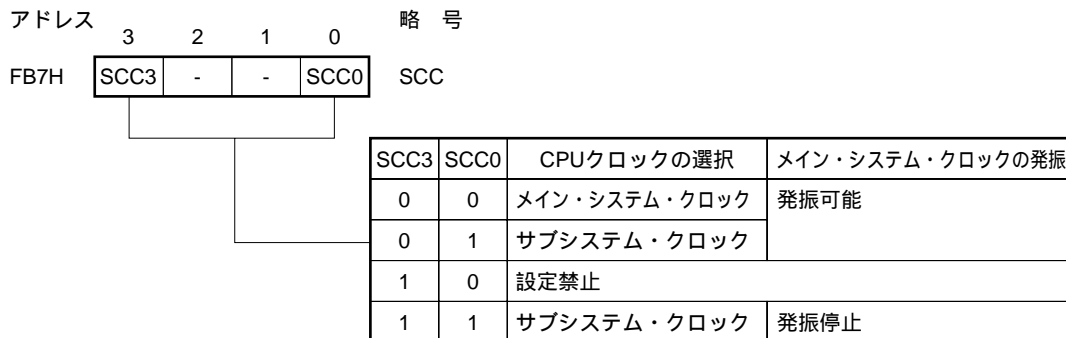 アドレス 略 号
3 2 1 0
FB7H SCC3 - - SCC0 SCC
SCC3 SCC0 CPUクロックの選択 メイン・システム・クロックの発振
0 0 メイン・システム・クロック 発振可能
0 1 サブシステム・クロック
1 0 設定禁止
1 1 サブシステム・クロック 発振停止